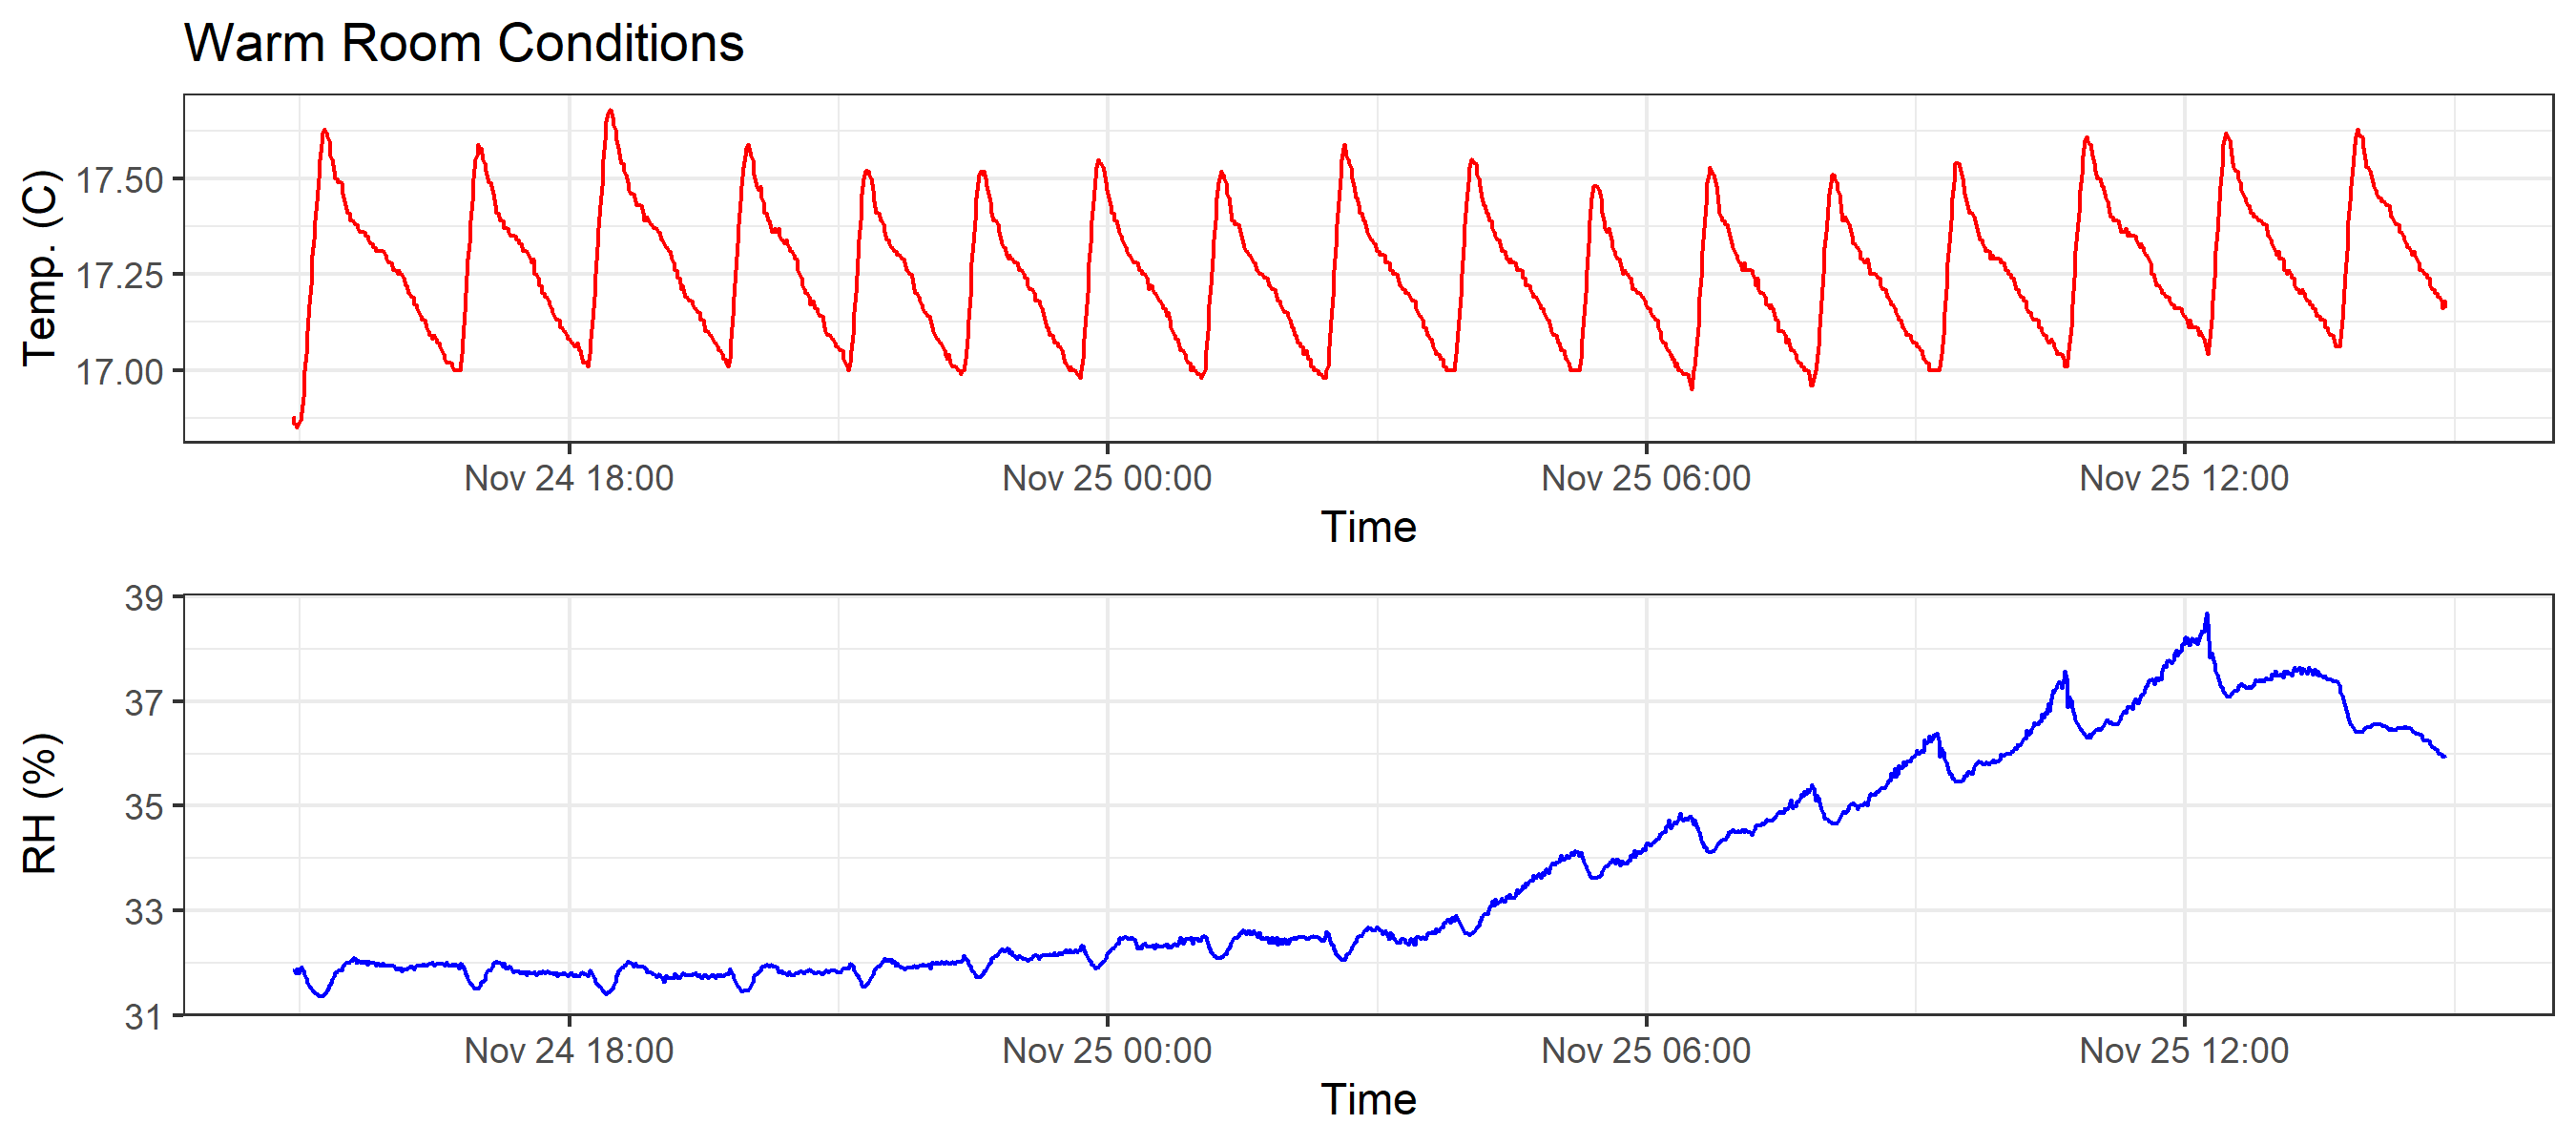 Warm Room Conditions
Temp. (C)
17.50
17.25
17.00
Nov 24 18:00
Nov 25 00:00
Nov 25 06:00
Nov 25 12:00
Time
RH (%)
39
37
35
33
31
Nov 24 18:00
Nov 25 00:00
Nov 25 06:00
Nov 25 12:00
Time